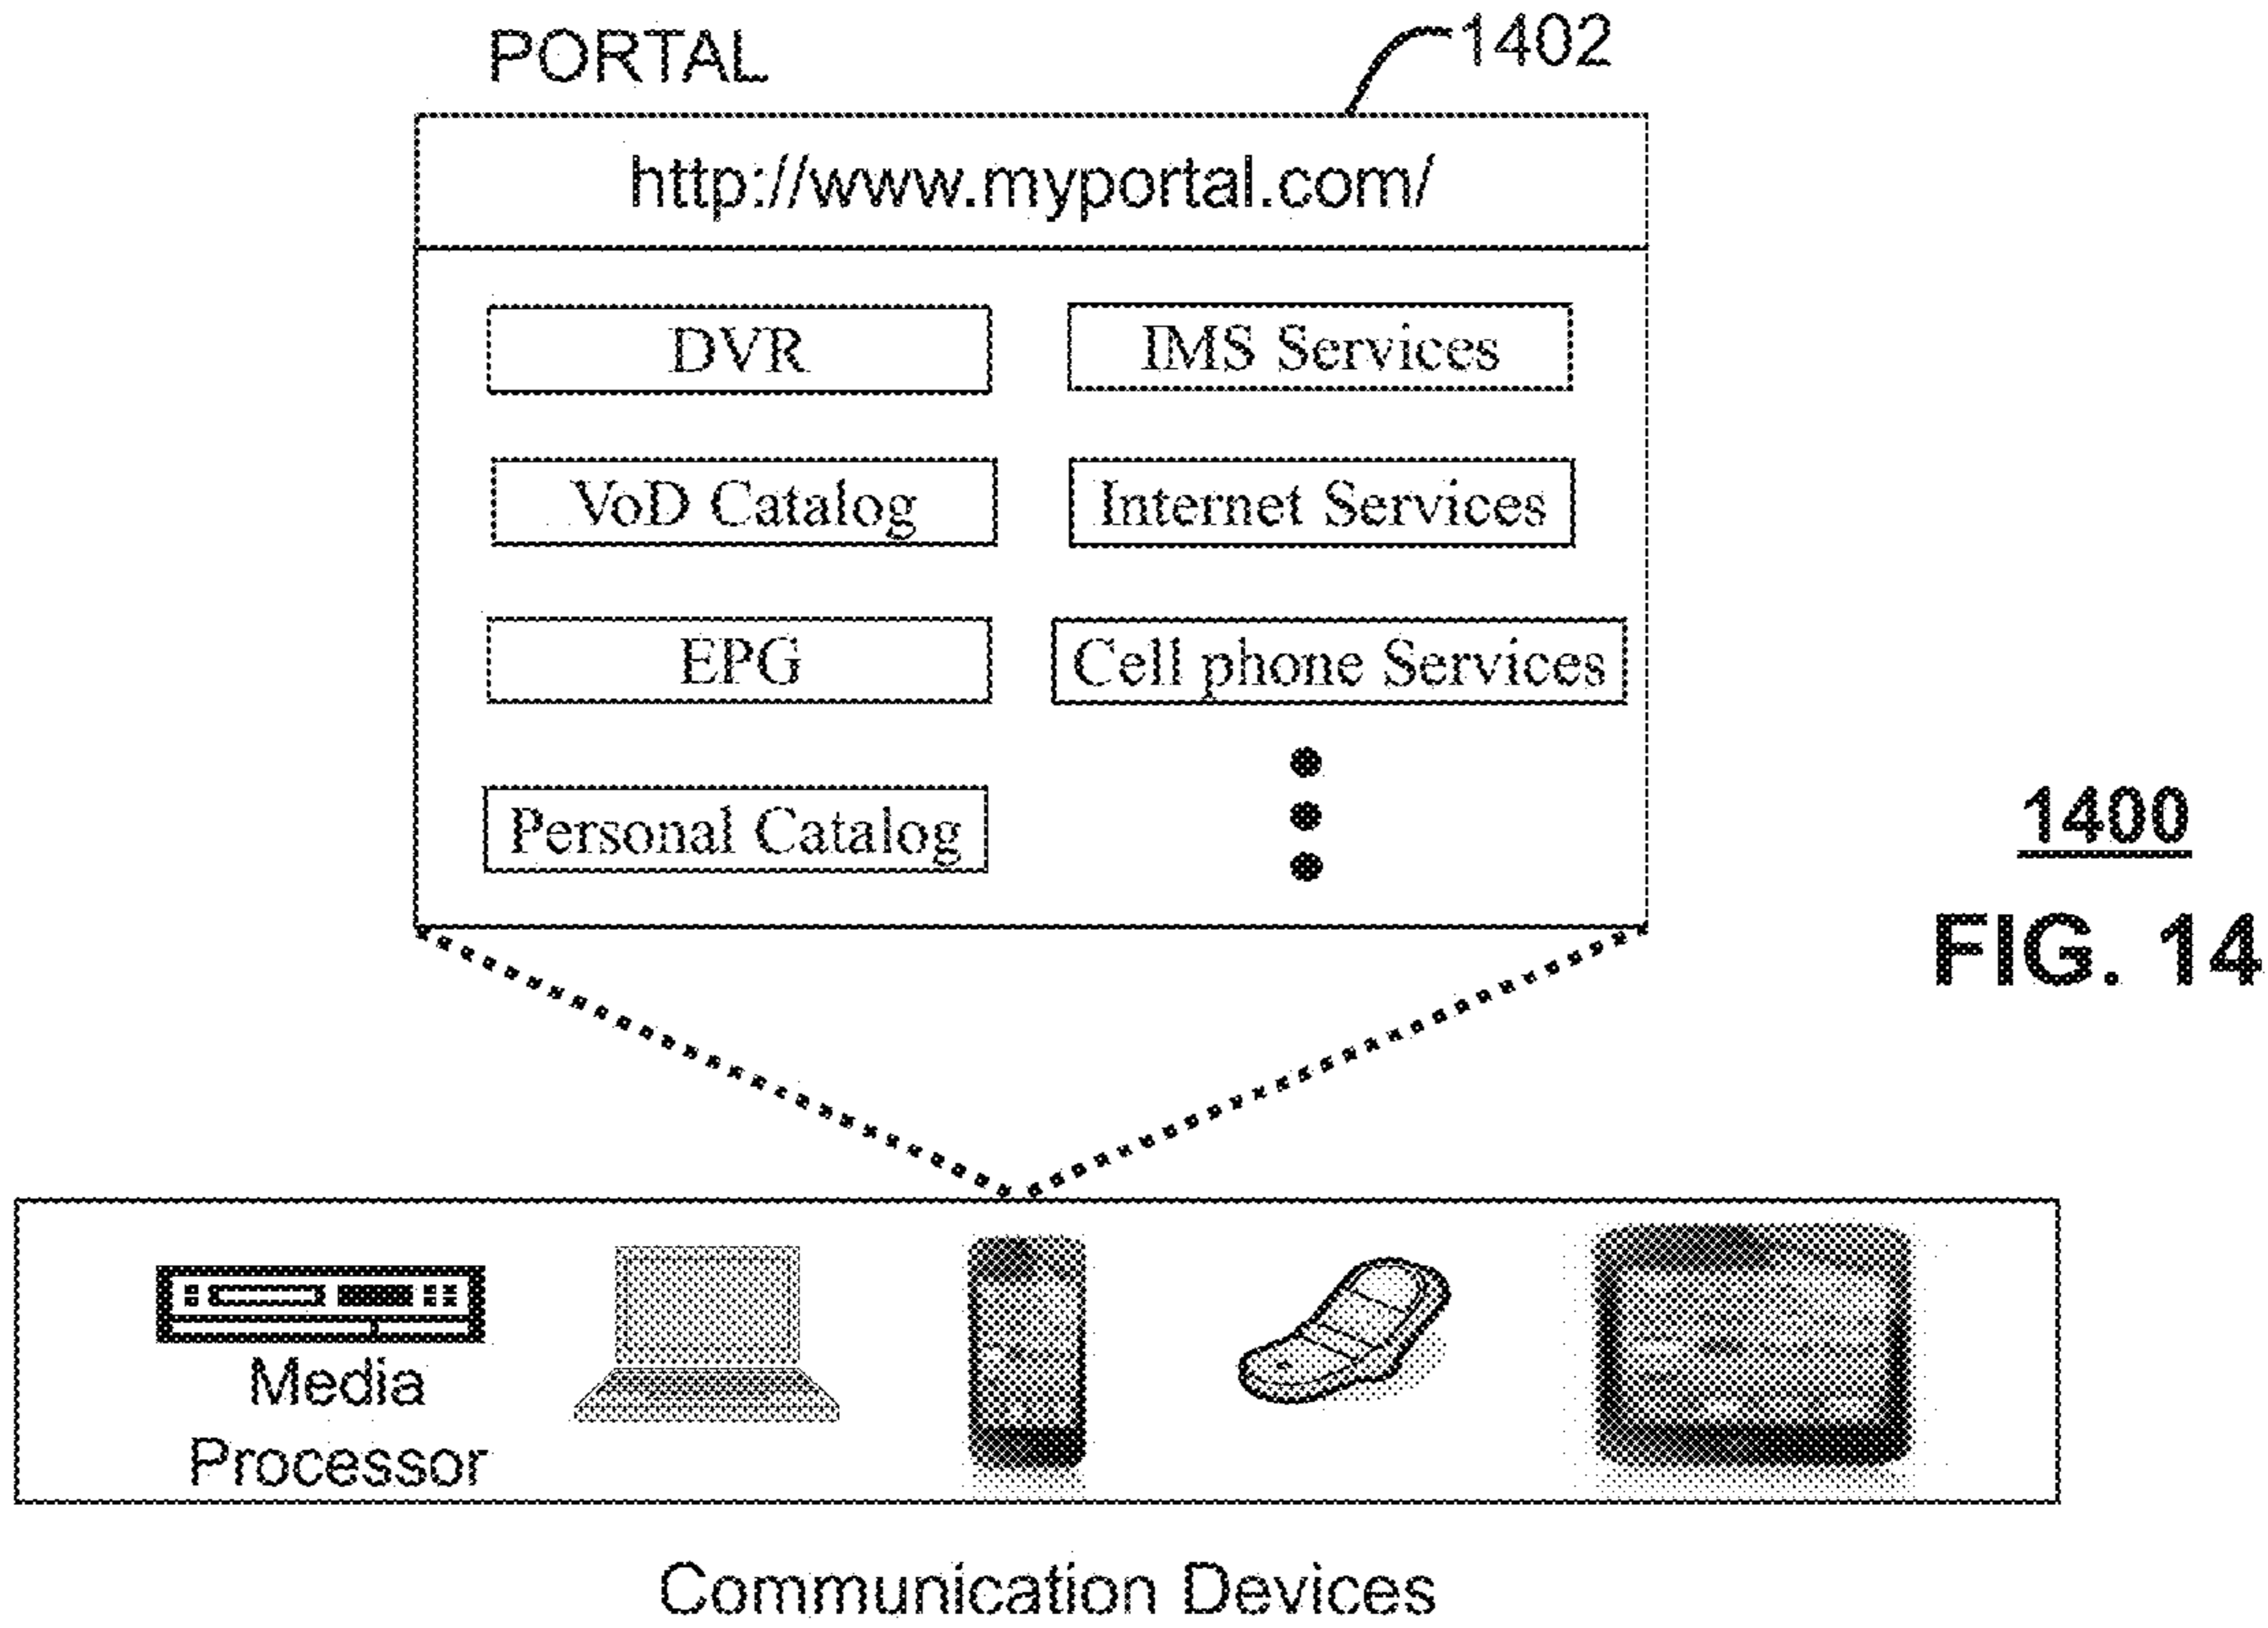 PORTAL
1402
http://www.myportal.com/
DVR
IMS Services
VoD Catalog
Internet Services
EPG
Cell phone Services
Personal Catalog
1400
FIG. 14
Media
Processor
Communication Devices